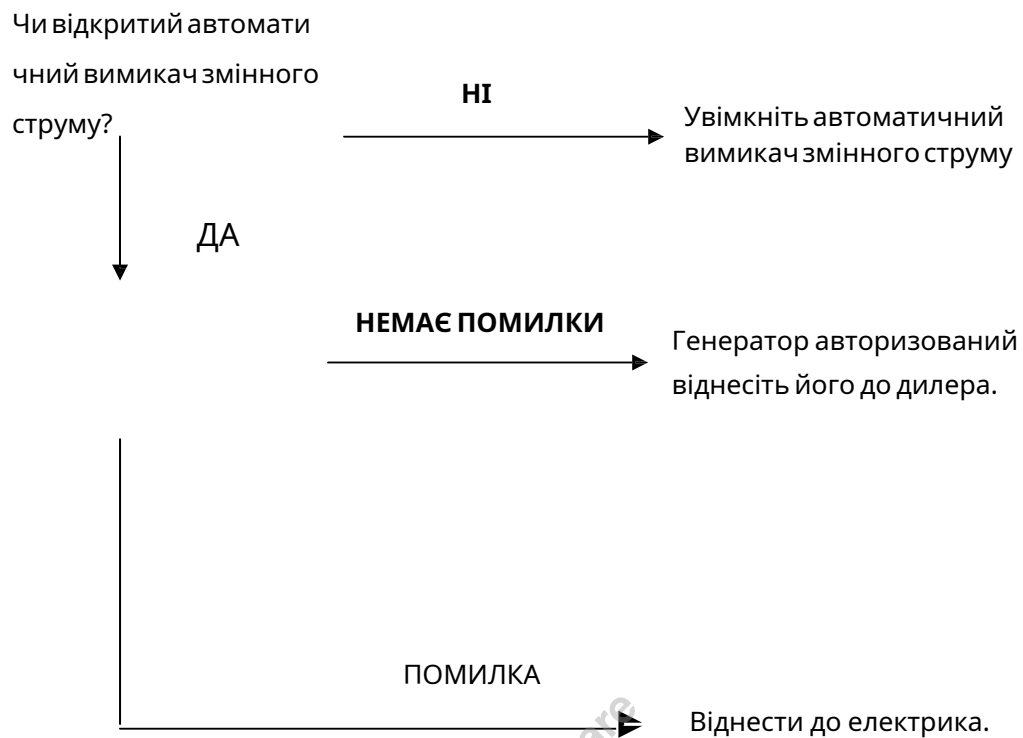 Чи відкритий автомати
чний вимикач змінного
струму?
НІ
Увімкніть автоматичний
вимикач змінного струму
ДА
НЕМАЄ ПОМИЛКИ
Генератор авторизований
віднесіть його до дилера.
ПОМИЛКА
Віднести до електрика.